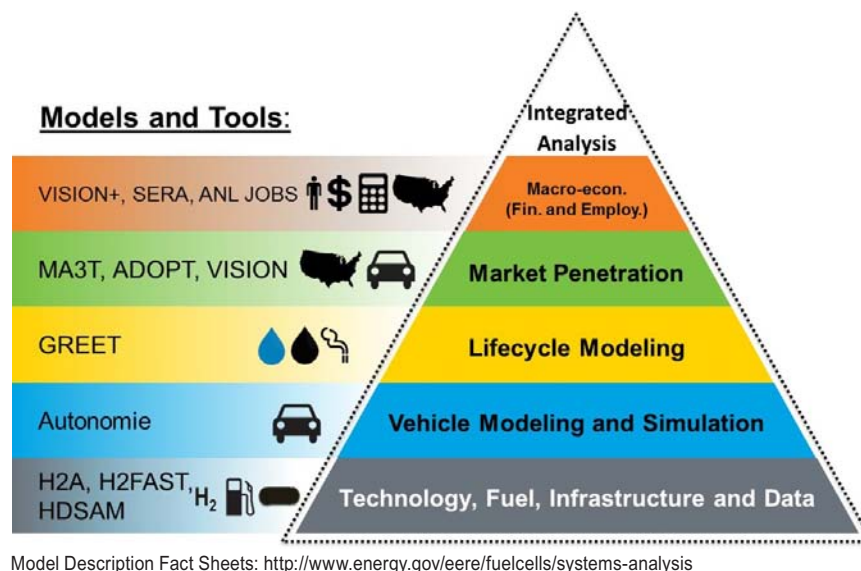 Integrated
Analysis
Models and Tools:
VISION+, SERA, ANL JOBS $
Macro-econ.
(Fin. and Employ.)
MA3T, ADOPT, VISION
Market Penetration
GREET
Lifecycle Modeling
Autonomie
Vehicle Modeling and Simulation
H2A, H2FAST,
HDSAM
H₂
Technology, Fuel, Infrastructure and Data
Model Description Fact Sheets: http://www.energy.gov/eere/fuelcells/systems-analysis